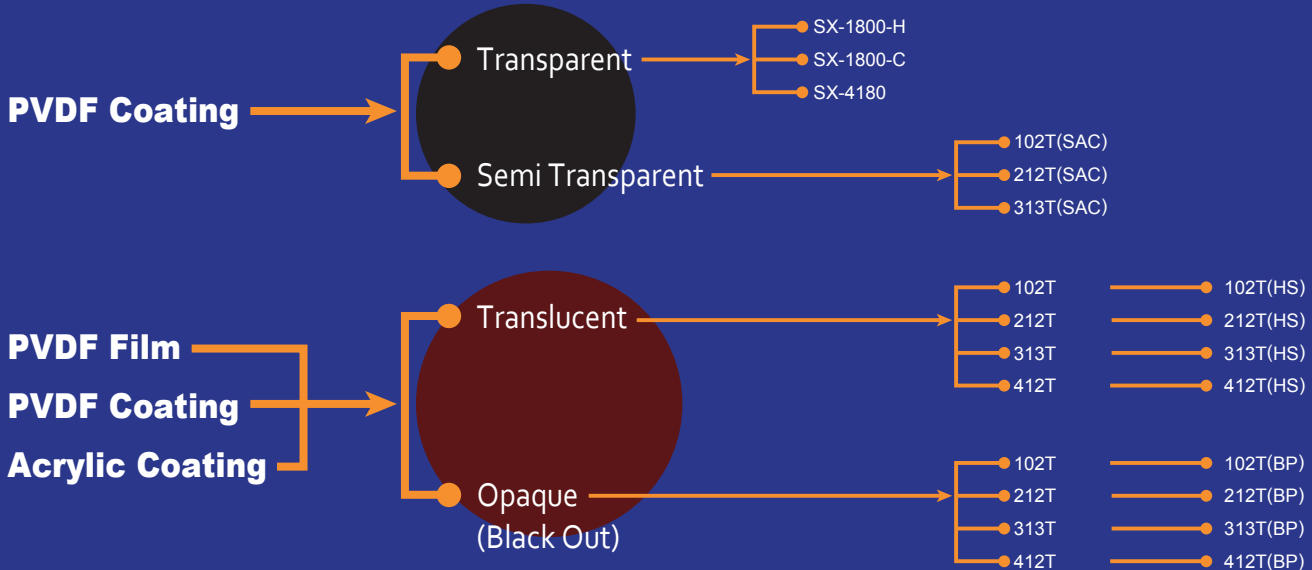 PVDF Coating
Transparent
SX-1800-H
SX-1800-C
SX-4180
Semi Transparent
102T(SAC)
212T(SAC)
313T(SAC)
PVDF Film
PVDF Coating
Acrylic Coating
Translucent
102T 102T(HS)
212T 212T(HS)
313T 313T(HS)
412T 412T(HS)
Opaque
(Black Out)
102T 102T(BP)
212T 212T(BP)
313T 313T(BP)
412T 412T(BP)